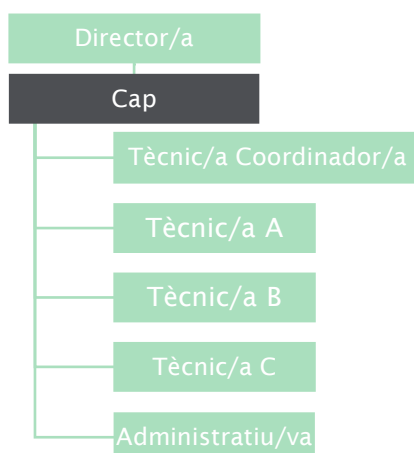 Director/a
Cap
Tècnic/a Coordinador/a
Tècnic/a A
Tècnic/a B
Tècnic/a C
Administratiu/va